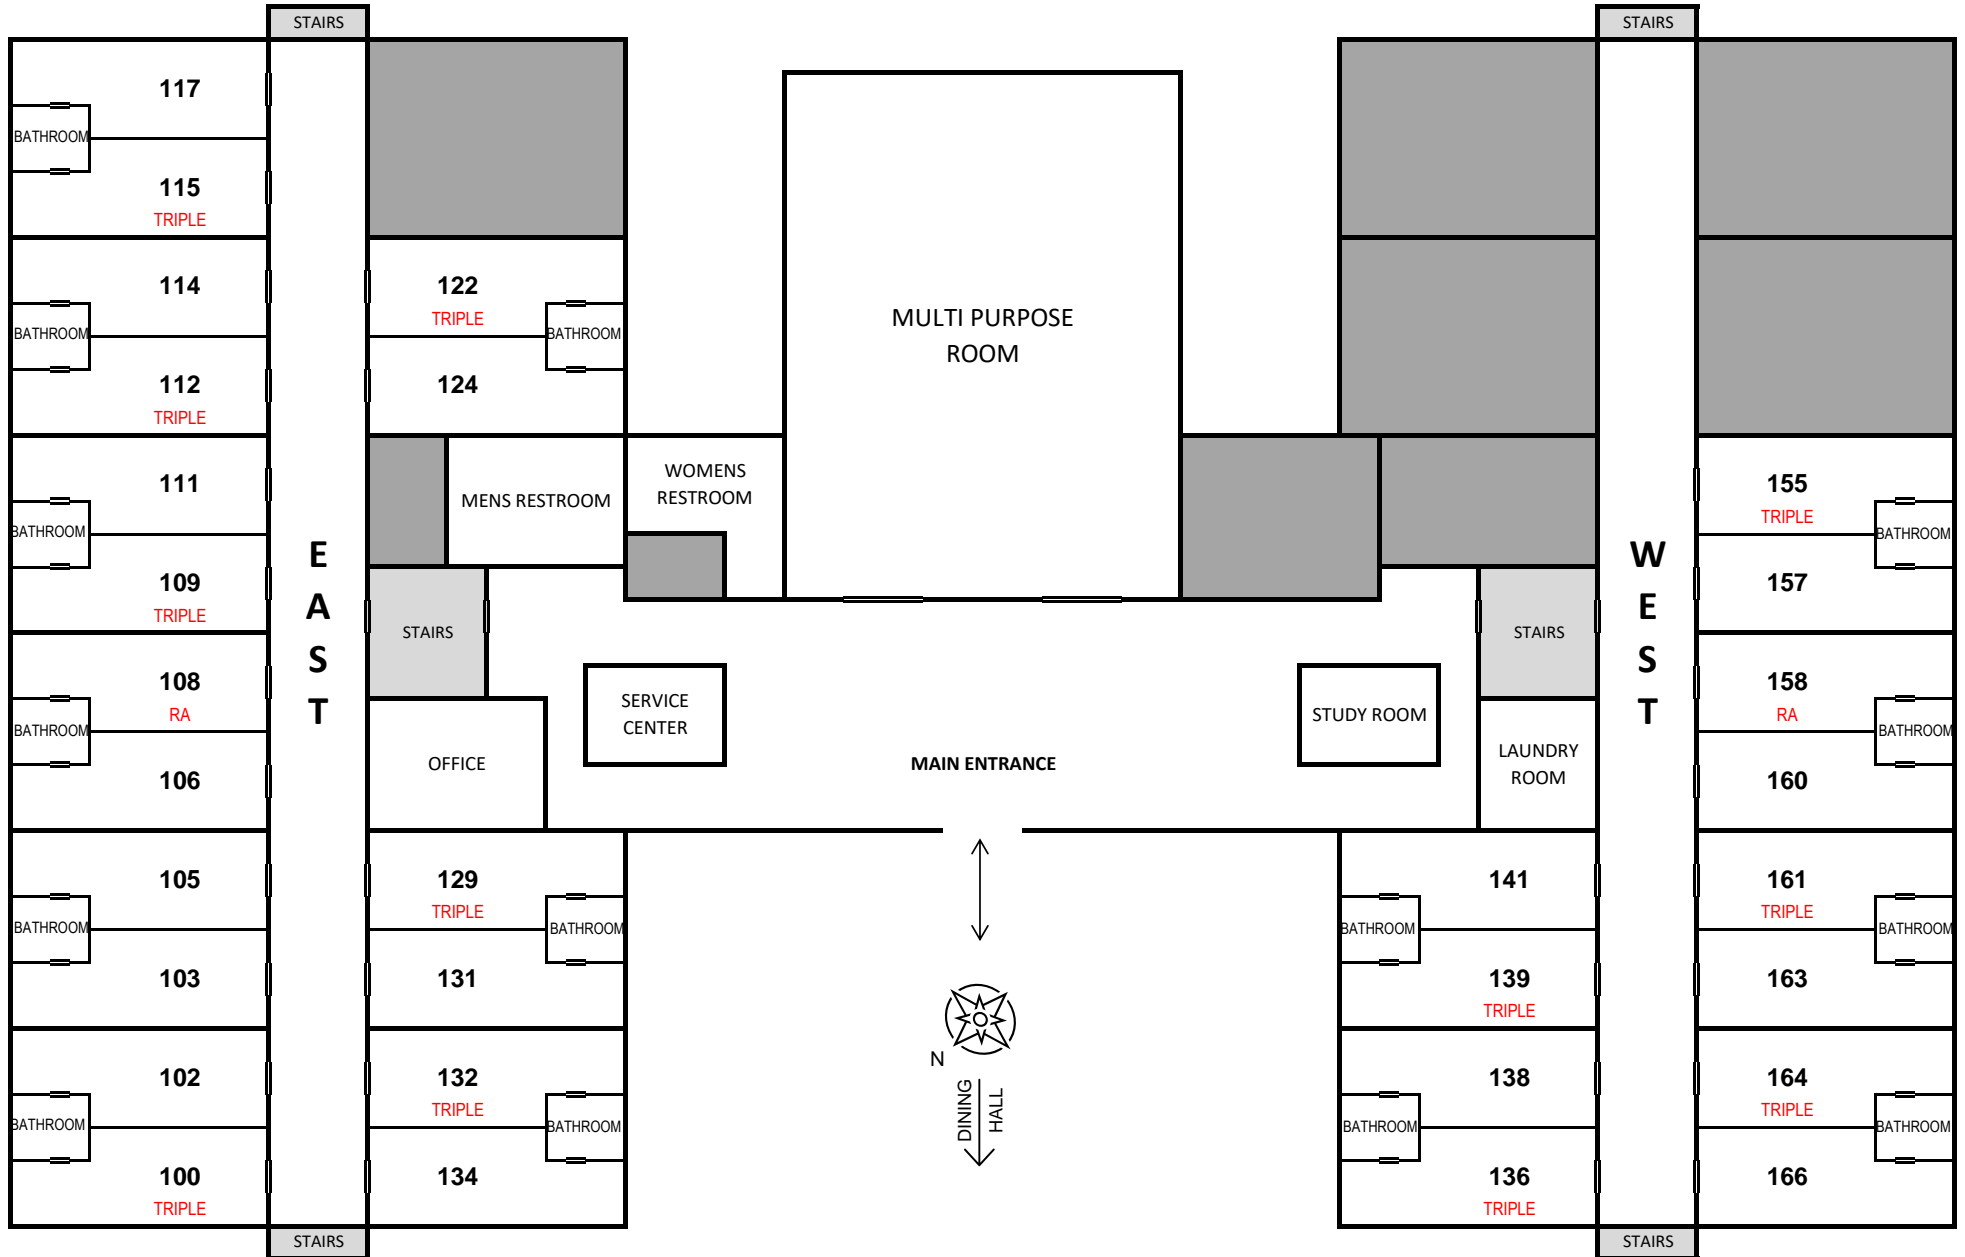 STAIRS
STAIRS
117
BATHROOM
115
TRIPLE
114
BATHROOM
112
TRIPLE
111
BATHROOM
109
TRIPLE
108
RA
BATHROOM
106
105
BATHROOM
103
102
BATHROOM
100
TRIPLE
E
A
S
T
STAIRS
122
TRIPLE
BATHROOM
124
MENS RESTROOM
WOMENS
RESTROOM
STAIRS
OFFICE
SERVICE
CENTER
129
TRIPLE
BATHROOM
131
132
TRIPLE
BATHROOM
134
MULTI PURPOSE
ROOM
MAIN ENTRANCE
N
DINING
HALL
STUDY ROOM
STAIRS
LAUNDRY
ROOM
141
BATHROOM
139
TRIPLE
138
BATHROOM
136
TRIPLE
W
E
S
T
STAIRS
155
TRIPLE
BATHROOM
157
158
RA
BATHROOM
160
161
TRIPLE
BATHROOM
163
164
TRIPLE
BATHROOM
166